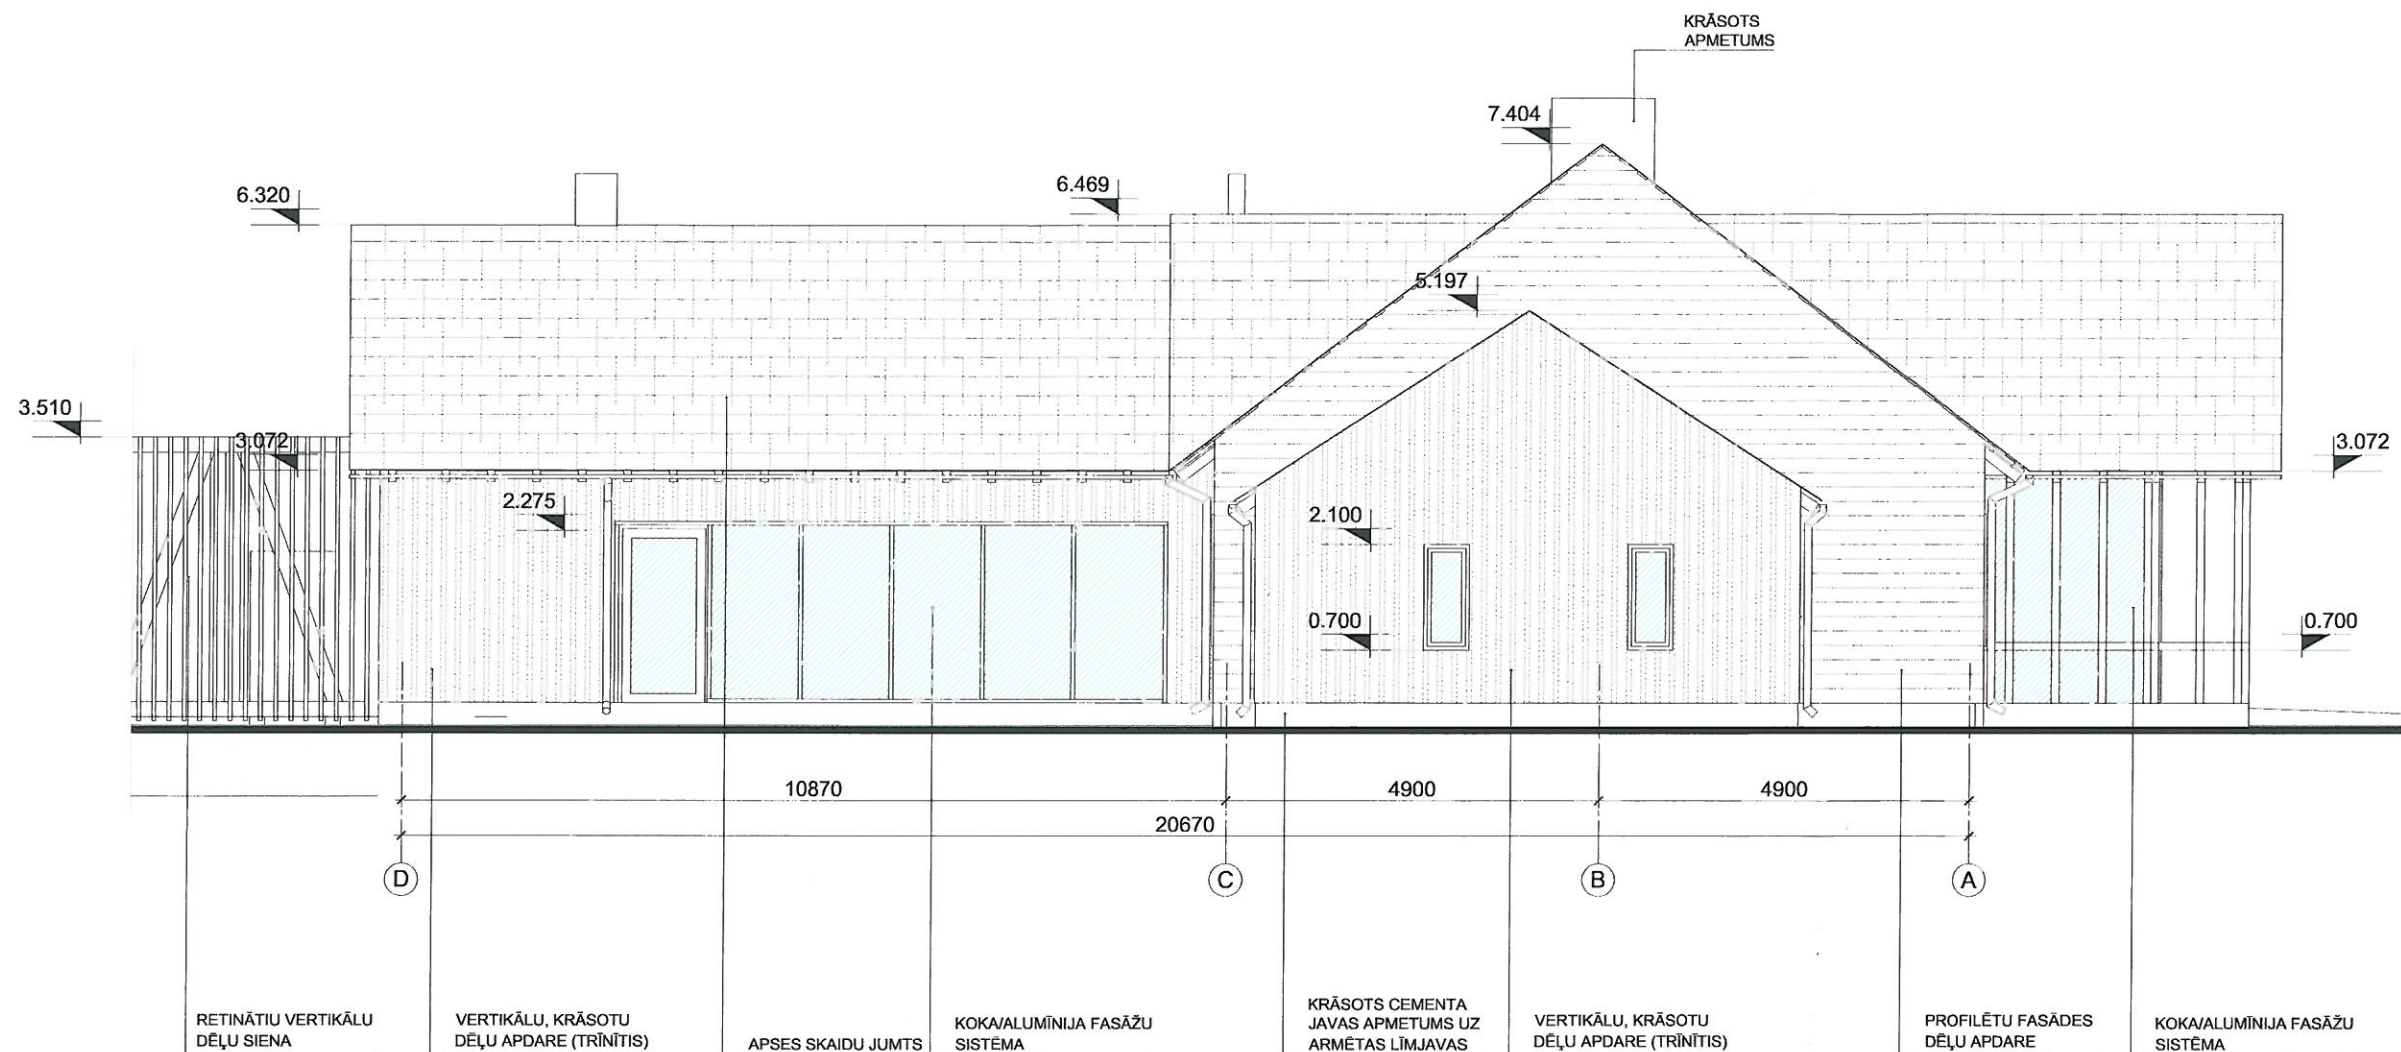 KRĀSOTS
APMETUMS
7.404
6.320
6.469
5.197
3.510
3.072
3.072
2.275
2.100
0.700
0.700
10870
4900
4900
20670
D
C
B
A
RETINĀTIU VERTIKĀLU
DĒĻU SIENA
VERTIKĀLU, KRĀSOTU
DĒĻU APDARE (TRĪNĪTIS)
APSES SKAIDU JUMTS
KOKA/ALUMĪNIJA FASĀŽU
SISTĒMA
KRĀSOTS CEMENTA
JAVAS APMETUMS UZ
ARMĒTAS LĪMJAVAS
VERTIKĀLU, KRĀSOTU
DĒĻU APDARE (TRĪNĪTIS)
PROFILĒTU FASĀDES
DĒĻU APDARE
KOKA/ALUMĪNIJA FASĀŽU
SISTĒMA